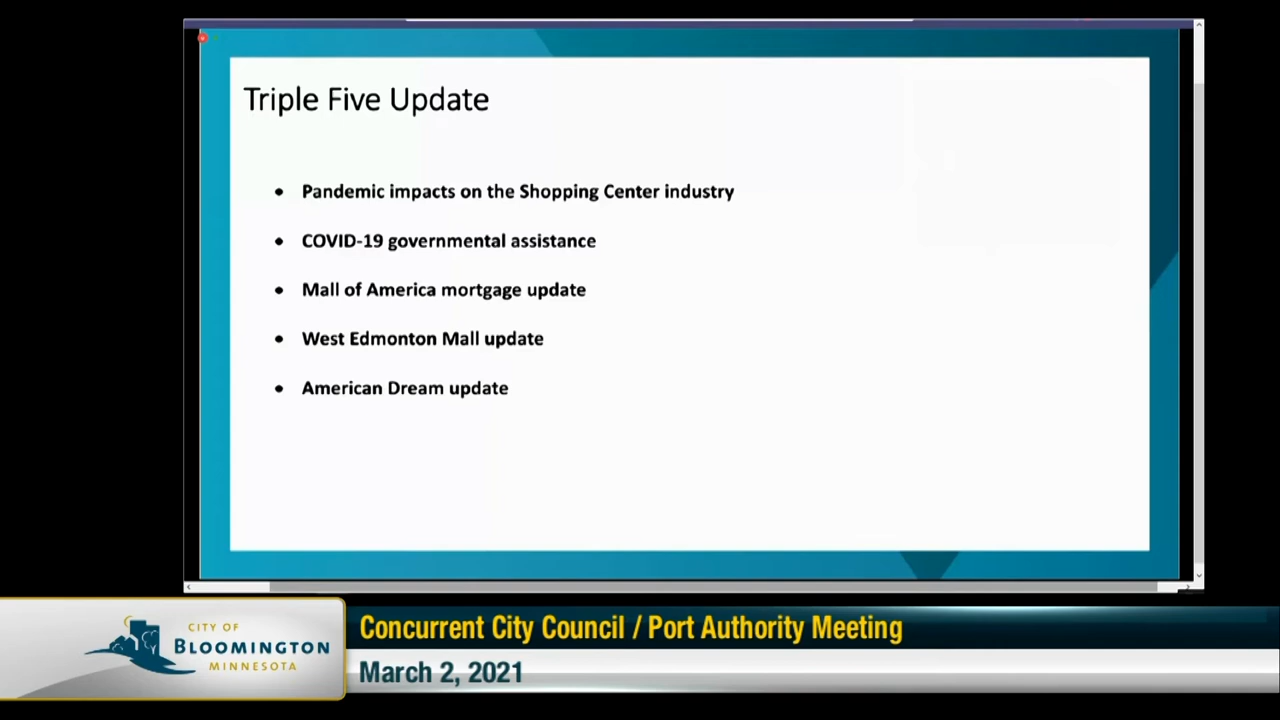 Triple Five Update
• Pandemic impacts on the Shopping Center industry
• COVID-19 governmental assistance
• Mall of America mortgage update
• West Edmonton Mall update
• American Dream update
CITY OF
BLOOMINGTON
MINNESOTA
Concurrent City Council / Port Authority Meeting
March 2, 2021